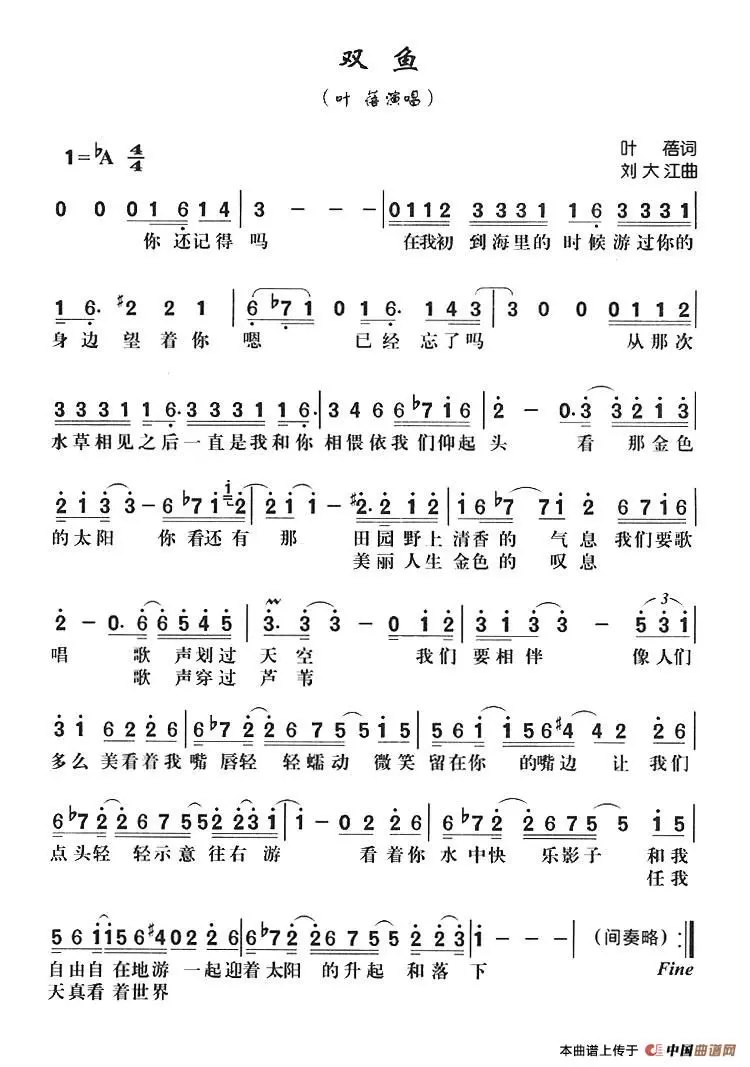 双鱼
（叶蓓演唱）
1=♭A 4/4
叶蓓词
刘大江曲
0 0 0 1 6 1 4 | 3 - - - | 0 1 1 2 3 3 3 1 1 6 3 3 3 1 |
你还记得吗 在我初到海里的时候游过你的
1 6. #2 2 1 | 6 ♭7 1 0 1 6. 1 4 3 | 3 0 0 0 1 1 2 |
身边望着你嗯 已经忘了吗 从那次
3 3 3 1 1 6. 3 3 3 1 1 6. | 3 4 6 6 ♭7 1 6 | 2 - 0. 3 3 2 1 3 |
水草相见之后一直是我和你相偎依我们仰起头 看那金色
2 1 3 3 - 6 ♭7 1 1 2 | 2 1 1 - #2. 2 1 2 | 1 6 ♭7 7 1 2 6 7 1 6 |
的太阳 你看还有那 田园野上清香的气息我们要歌
美丽人生金色的叹息
2 - 0. 6 6 5 4 5 | 3. 3 3 - 0 1 2 | 3 1 3 3 - 5 3 1 |
唱 歌声划过天空 我们要相伴 像人们
歌声穿过芦苇
3 1 6 2 2 6 | 6 ♭7 2 2 6 7 5 5 1 5 | 5 6 1 1 5 6 #4 4 2 2 6 |
多么美看着我嘴唇轻轻蠕动微笑留在你的嘴边让我们
6 ♭7 2 2 6 7 5 5 2 2 3 1 | 1 - 0 2 2 6 | 6 ♭7 2 2 6 7 5 5 1 5 |
点头轻轻示意往右游 看着你水中快乐影子和我
任我
5 6 1 1 5 6 #4 0 2 2 6 | 6 ♭7 2 2 6 7 5 5 2 2 3 | 1 - - - | （间奏略） :||
自由自在地游一起迎着太阳的升起和落下 Fine
天真看着世界
本曲谱上传于 中国曲谱网